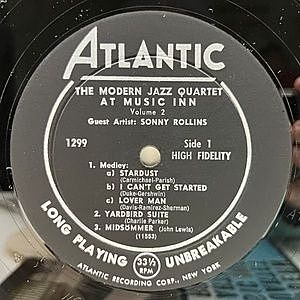 ATLANTIC
THE MODERN JAZZ QUARTET
AT MUSIC INN
Volume 2
Guest Artist: SONNY ROLLINS
1299
Side 1
HIGH FIDELITY
1. Medley:
a) STARDUST
(Carmichael-Parish)
b) I CAN'T GET STARTED
(Duke-Gershwin)
c) LOVER MAN
(Davis-Ramirez-Sherman)
2. YARDBIRD SUITE
(Charlie Parker)
3. MIDSUMMER (John Lewis)
(11553)
LONG PLAYING 33⅓ RPM UNBREAKABLE
ATLANTIC RECORDING CORP., NEW YORK